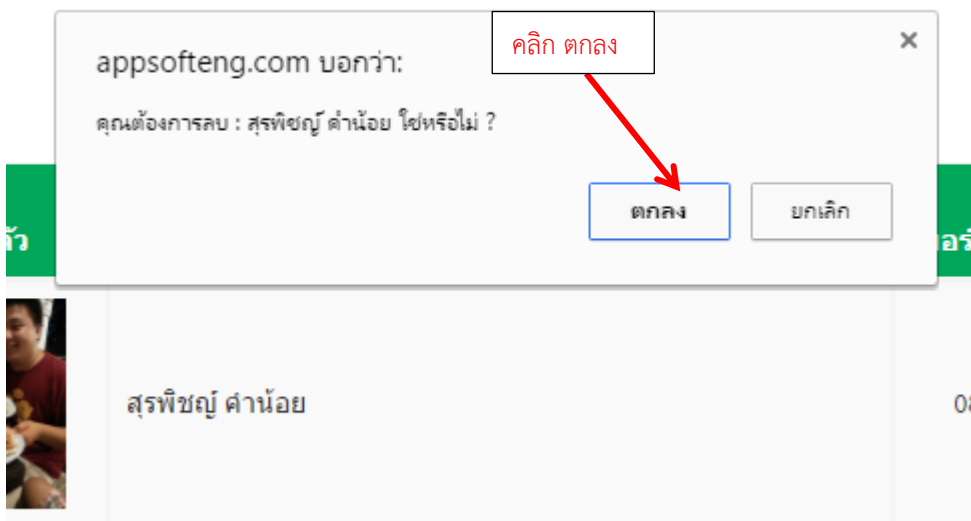 คลิก ตกลง
appsofteng.com บอกว่า:
คุณต้องการลบ : สุรพิชญ์ คำน้อย ใช่หรือไม่ ?
ตกลง
ยกเลิก
สุรพิชญ์ คำน้อย